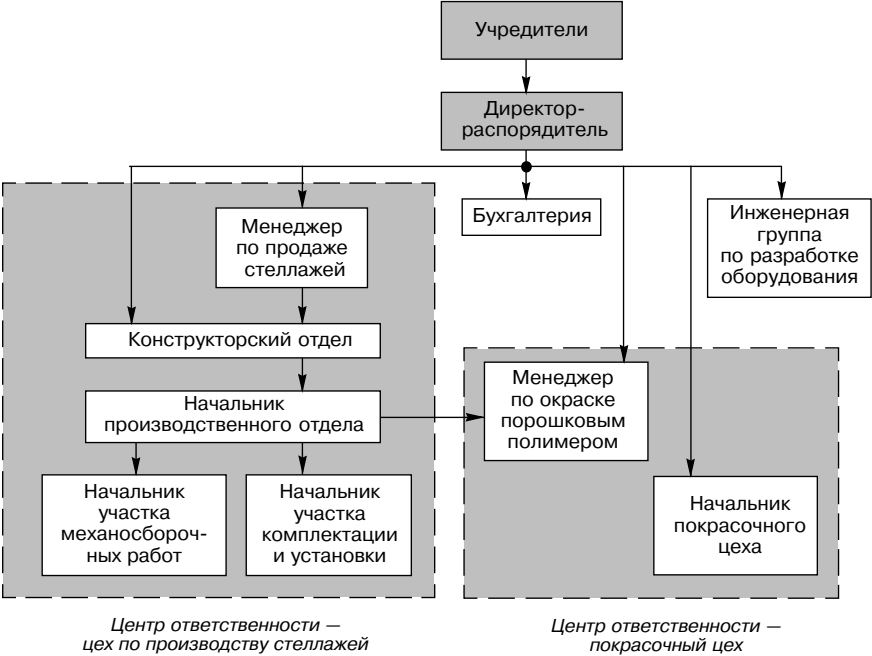 Учредители
Директор-
распорядитель
Менеджер
по продаже
стеллажей
Бухгалтерия
Инженерная
группа
по разработке
оборудования
Конструкторский отдел
Начальник
производственного отдела
Менеджер
по окраске
порошковым
полимером
Начальник
участка
механосбороч-
ных работ
Начальник
участка
комплектации
и установки
Начальник
покрасочного
цеха
Центр ответственности —
цех по производству стеллажей
Центр ответственности —
покрасочный цех